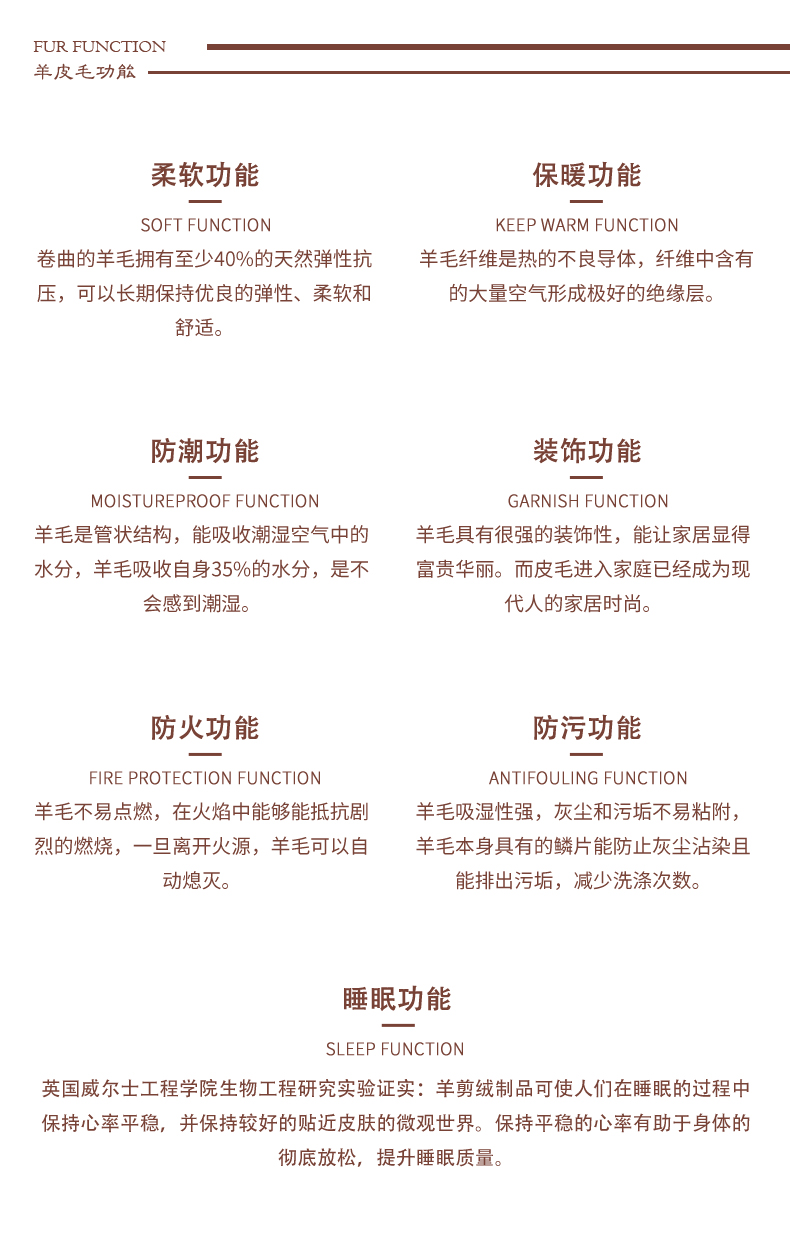 FUR FUNCTION
羊皮毛功能
柔软功能
SOFT FUNCTION
卷曲的羊毛拥有至少40%的天然弹性抗
压，可以长期保持优良的弹性、柔软和
舒适。
保暖功能
KEEP WARM FUNCTION
羊毛纤维是热的不良导体，纤维中含有
的大量空气形成极好的绝缘层。
防潮功能
MOISTUREPROOF FUNCTION
羊毛是管状结构，能吸收潮湿空气中的
水分，羊毛吸收自身35%的水分，是不
会感到潮湿。
装饰功能
GARNISH FUNCTION
羊毛具有很强的装饰性，能让家居显得
富贵华丽。而皮毛进入家庭已经成为现
代人的家居时尚。
防火功能
FIRE PROTECTION FUNCTION
羊毛不易点燃，在火焰中能够能抵抗剧
烈的燃烧，一旦离开火源，羊毛可以自
动熄灭。
防污功能
ANTIFOULING FUNCTION
羊毛吸湿性强，灰尘和污垢不易粘附，
羊毛本身具有的鳞片能防止灰尘沾染且
能排出污垢，减少洗涤次数。
睡眠功能
SLEEP FUNCTION
英国威尔士工程学院生物工程研究实验证实：羊剪绒制品可使人们在睡眠的过程中
保持心率平稳，并保持较好的贴近皮肤的微观世界。保持平稳的心率有助于身体的
彻底放松，提升睡眠质量。